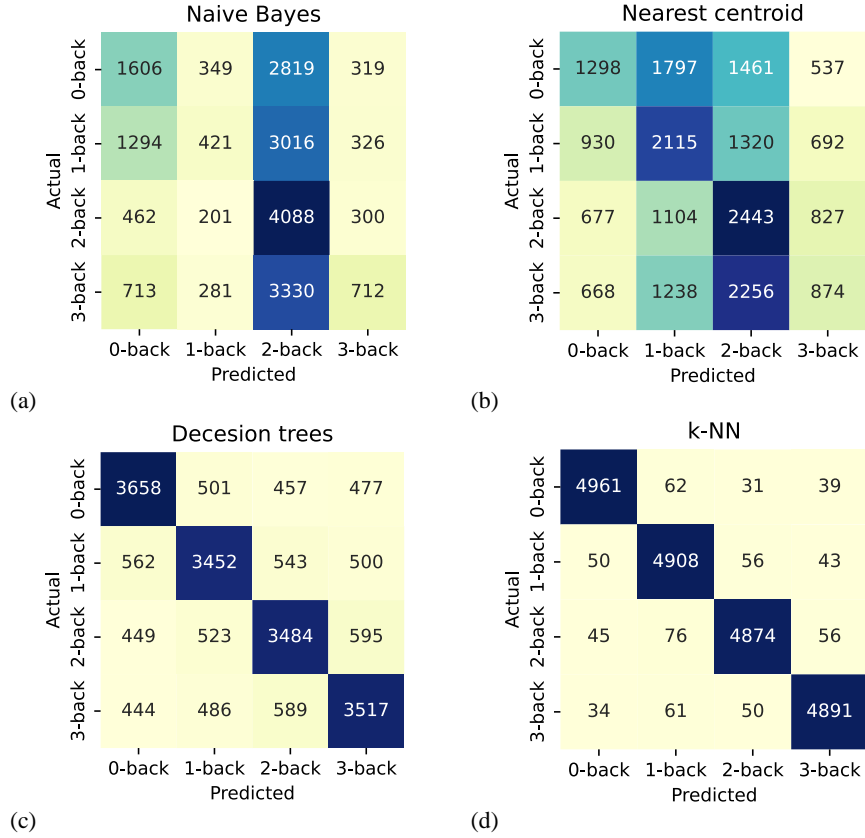 Naive Bayes
0-back 1606 349 2819 319
1-back 1294 421 3016 326
2-back 462 201 4088 300
3-back 713 281 3330 712
Actual
0-back 1-back 2-back 3-back
Predicted
(a)
Nearest centroid
0-back 1298 1797 1461 537
1-back 930 2115 1320 692
2-back 677 1104 2443 827
3-back 668 1238 2256 874
Actual
0-back 1-back 2-back 3-back
Predicted
(b)
Decesion trees
0-back 3658 501 457 477
1-back 562 3452 543 500
2-back 449 523 3484 595
3-back 444 486 589 3517
Actual
0-back 1-back 2-back 3-back
Predicted
(c)
k-NN
0-back 4961 62 31 39
1-back 50 4908 56 43
2-back 45 76 4874 56
3-back 34 61 50 4891
Actual
0-back 1-back 2-back 3-back
Predicted
(d)